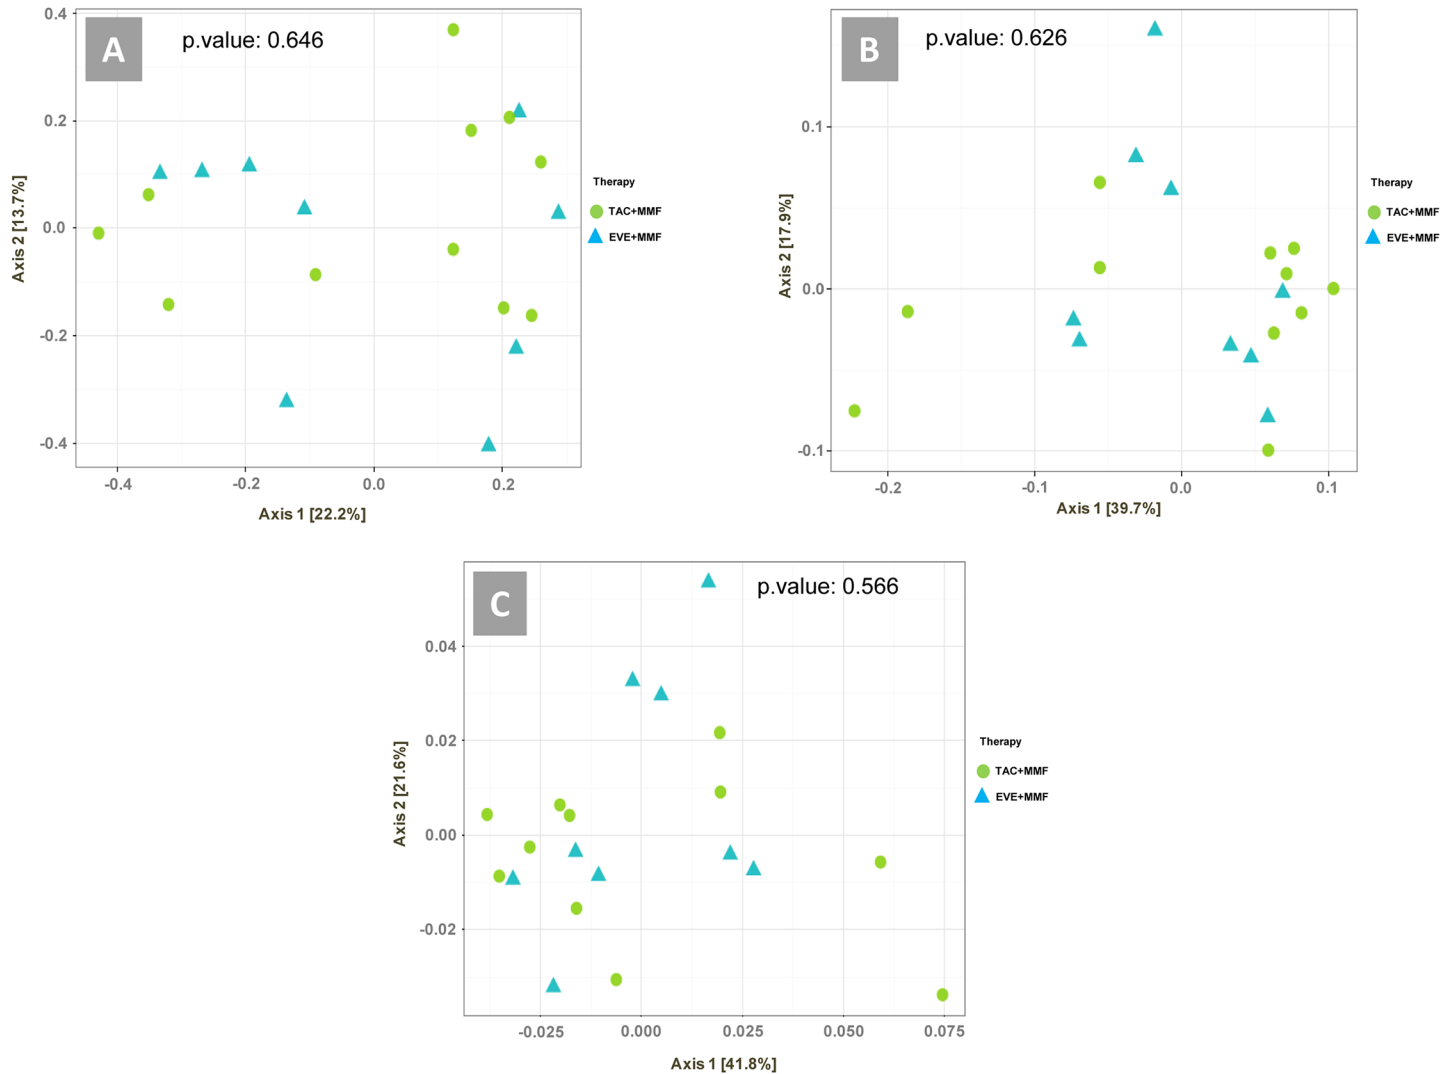 A
p.value: 0.646
0.4
0.2
0.0
-0.2
-0.4
Axis 2 [13.7%]
-0.4
-0.2
0.0
0.2
Axis 1 [22.2%]
Therapy
TAC+MMF
EVE+MMF
B
p.value: 0.626
0.1
0.0
-0.1
Axis 2 [17.9%]
-0.2
-0.1
0.0
0.1
Axis 1 [39.7%]
Therapy
TAC+MMF
EVE+MMF
C
p.value: 0.566
0.04
0.02
0.00
-0.02
Axis 2 [21.6%]
-0.025
0.000
0.025
0.050
0.075
Axis 1 [41.8%]
Therapy
TAC+MMF
EVE+MMF